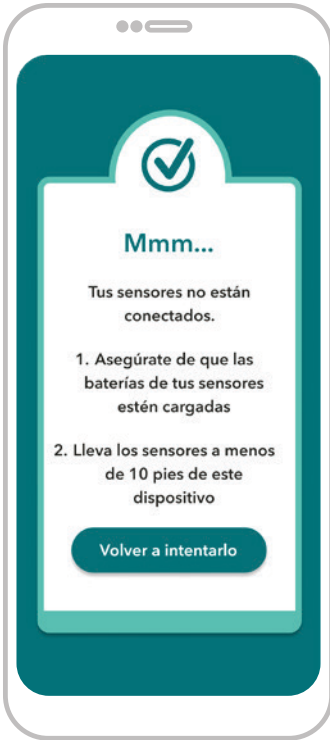 Mmm...
Tus sensores no están
conectados.
1. Asegúrate de que las
baterías de tus sensores
estén cargadas
2. Lleva los sensores a menos
de 10 pies de este
dispositivo
Volver a intentarlo